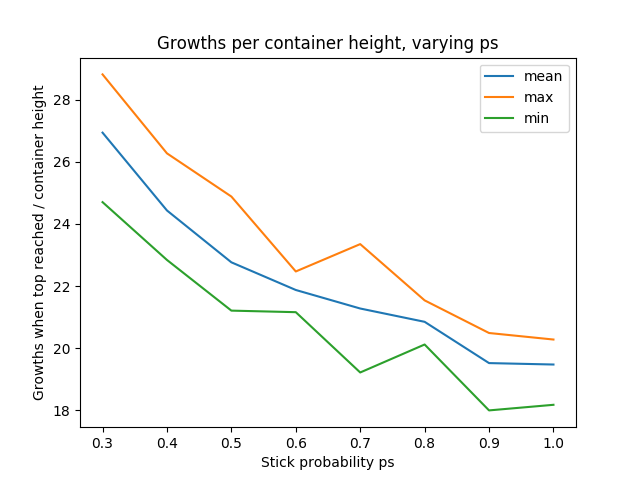 Growths per container height, varying ps
mean
max
min
Growths when top reached / container height
28
26
24
22
20
18
0.3 0.4 0.5 0.6 0.7 0.8 0.9 1.0
Stick probability ps